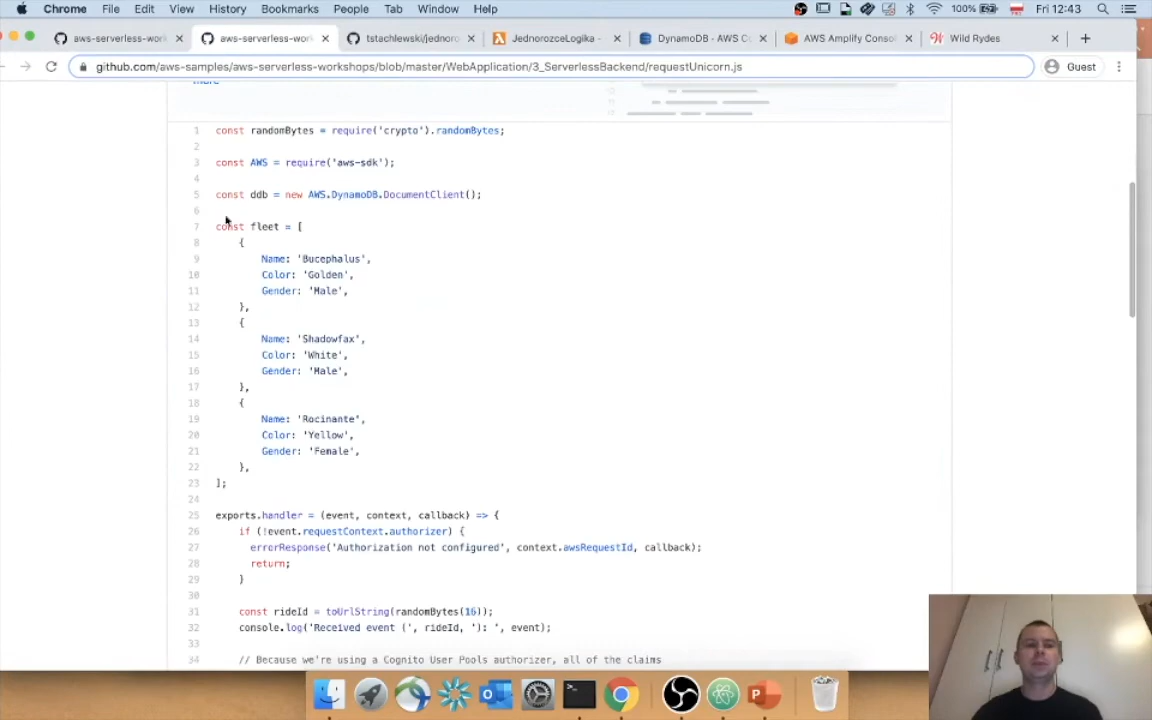 Chrome File Edit View History Bookmarks People Tab Window Help 100% Fri 12:43
aws-serverless-work aws-serverless-work tstachlewski/jednoro JednorozceLogika - DynamoDB - AWS Co AWS Amplify Conso Wild Rydes
github.com/aws-samples/aws-serverless-workshops/blob/master/WebApplication/3_ServerlessBackend/requestUnicorn.js Guest
more
1 const randomBytes = require('crypto').randomBytes;
2
3 const AWS = require('aws-sdk');
4
5 const ddb = new AWS.DynamoDB.DocumentClient();
6
7 const fleet = [
8 {
9 Name: 'Bucephalus',
10 Color: 'Golden',
11 Gender: 'Male',
12 },
13 {
14 Name: 'Shadowfax',
15 Color: 'White',
16 Gender: 'Male',
17 },
18 {
19 Name: 'Rocinante',
20 Color: 'Yellow',
21 Gender: 'Female',
22 },
23 ];
24
25 exports.handler = (event, context, callback) => {
26 if (!event.requestContext.authorizer) {
27 errorResponse('Authorization not configured', context.awsRequestId, callback);
28 return;
29 }
30
31 const rideId = toUrlString(randomBytes(16));
32 console.log('Received event (', rideId, '): ', event);
33
34 // Because we're using a Cognito User Pools authorizer, all of the claims